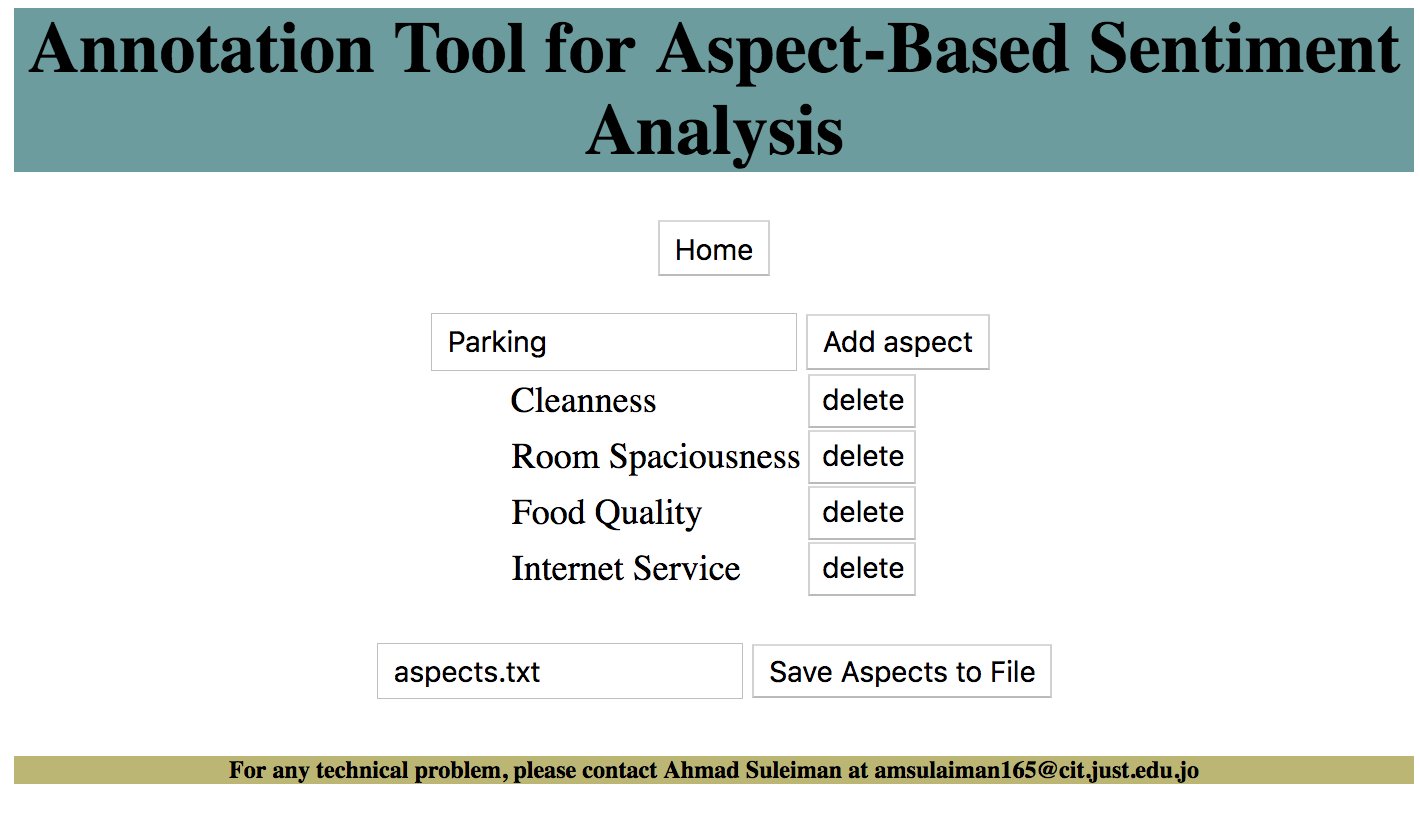 Annotation Tool for Aspect-Based Sentiment
Analysis
Home
Parking Add aspect
Cleanness delete
Room Spaciousness delete
Food Quality delete
Internet Service delete
aspects.txt Save Aspects to File
For any technical problem, please contact Ahmad Suleiman at amsulaiman165@cit.just.edu.jo